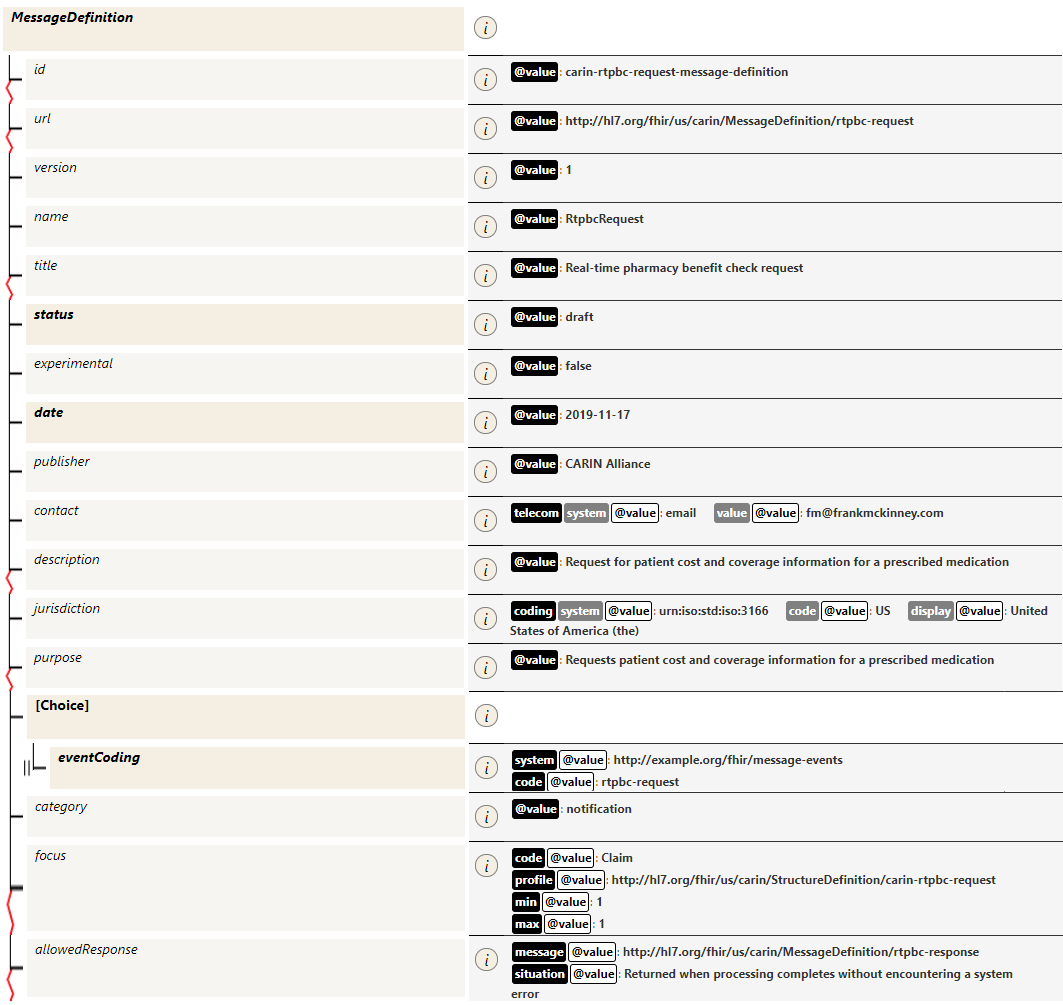 MessageDefinition
i
id
i @value : carin-rtpbc-request-message-definition
url
i @value : http://hl7.org/fhir/us/carin/MessageDefinition/rtpbc-request
version
i @value : 1
name
i @value : RtpbcRequest
title
i @value : Real-time pharmacy benefit check request
status
i @value : draft
experimental
i @value : false
date
i @value : 2019-11-17
publisher
i @value : CARIN Alliance
contact
i telecom system @value : email value @value : fm@frankmckinney.com
description
i @value : Request for patient cost and coverage information for a prescribed medication
jurisdiction
i coding system @value : urn:iso:std:iso:3166 code @value : US display @value : United
States of America (the)
purpose
i @value : Requests patient cost and coverage information for a prescribed medication
[Choice]
i
eventCoding
i system @value : http://example.org/fhir/message-events
code @value : rtpbc-request
category
i @value : notification
focus
i code @value : Claim
profile @value : http://hl7.org/fhir/us/carin/StructureDefinition/carin-rtpbc-request
min @value : 1
max @value : 1
allowedResponse
i message @value : http://hl7.org/fhir/us/carin/MessageDefinition/rtpbc-response
situation @value : Returned when processing completes without encountering a system
error